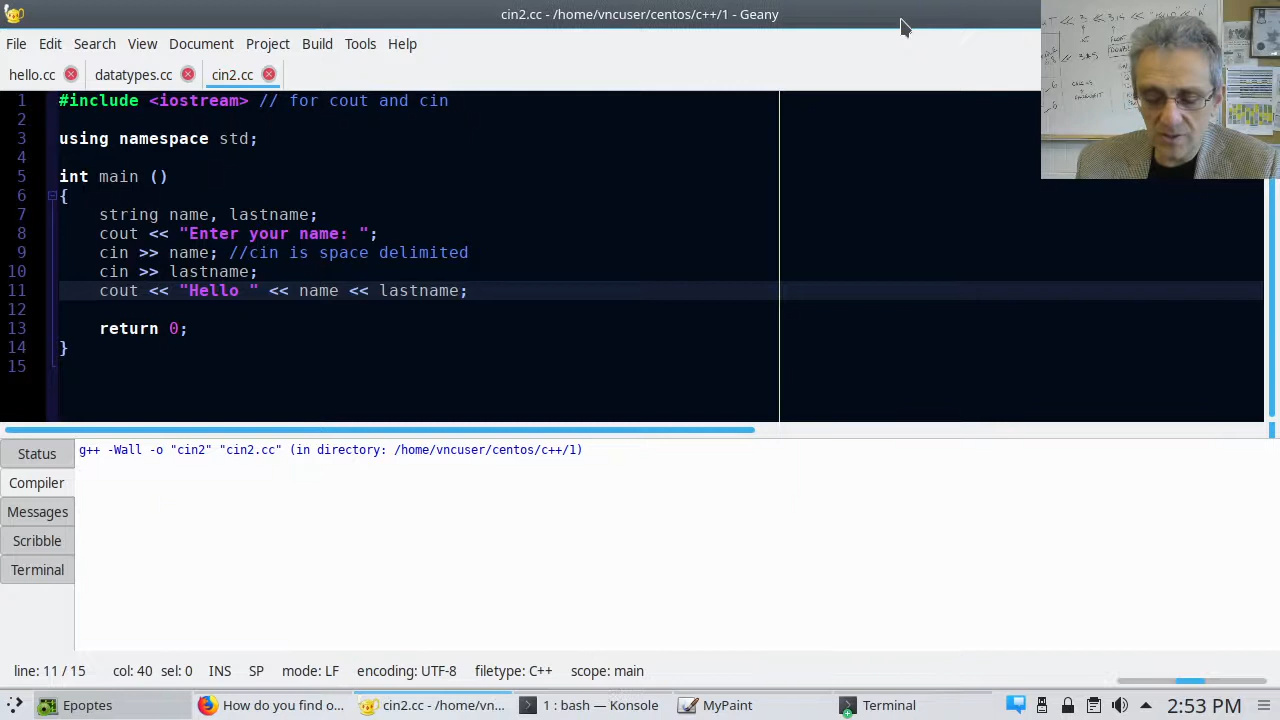 cin2.cc - /home/vncuser/centos/c++/1 - Geany
File Edit Search View Document Project Build Tools Help
hello.cc datatypes.cc cin2.cc
1 #include <iostream> // for cout and cin
2
3 using namespace std;
4
5 int main ()
6 {
7 string name, lastname;
8 cout << "Enter your name: ";
9 cin >> name; //cin is space delimited
10 cin >> lastname;
11 cout << "Hello " << name << lastname;
12
13 return 0;
14 }
15
Status
Compiler
Messages
Scribble
Terminal
g++ -Wall -o "cin2" "cin2.cc" (in directory: /home/vncuser/centos/c++/1)
line: 11 / 15 col: 40 sel: 0 INS SP mode: LF encoding: UTF-8 filetype: C++ scope: main
Epoptes How do you find o... cin2.cc - /home/vn... 1 : bash — Konsole MyPaint Terminal 2:53 PM